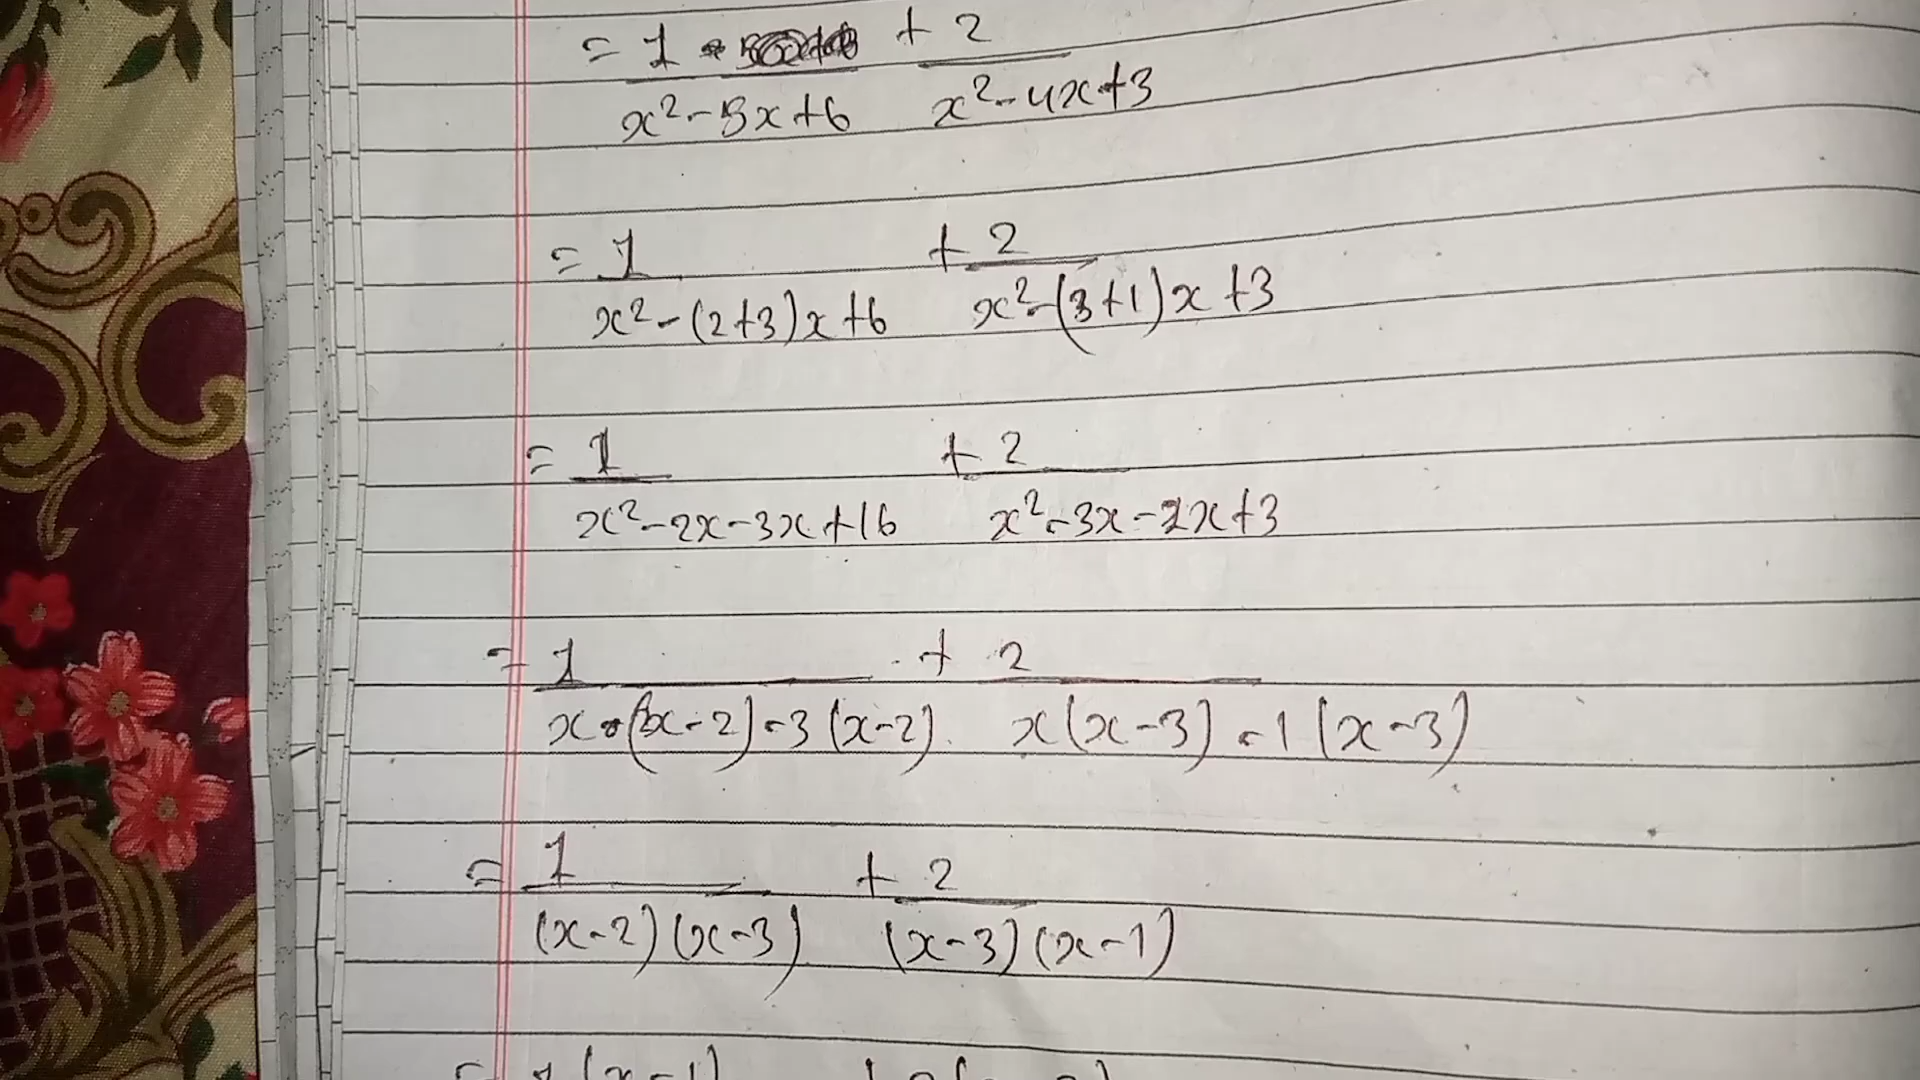 = 1 + 2
x² - 5x + 6 x² - 4x + 3
= 1 + 2
x² - (2+3)x + 6 x² - (3+1)x + 3
= 1 + 2
x² - 2x - 3x + 16 x² - 3x - 2x + 3
= 1 + 2
x (x - 2) - 3 (x - 2) x (x - 3) - 1 (x - 3)
= 1 + 2
(x - 2) (x - 3) (x - 3) (x - 1)